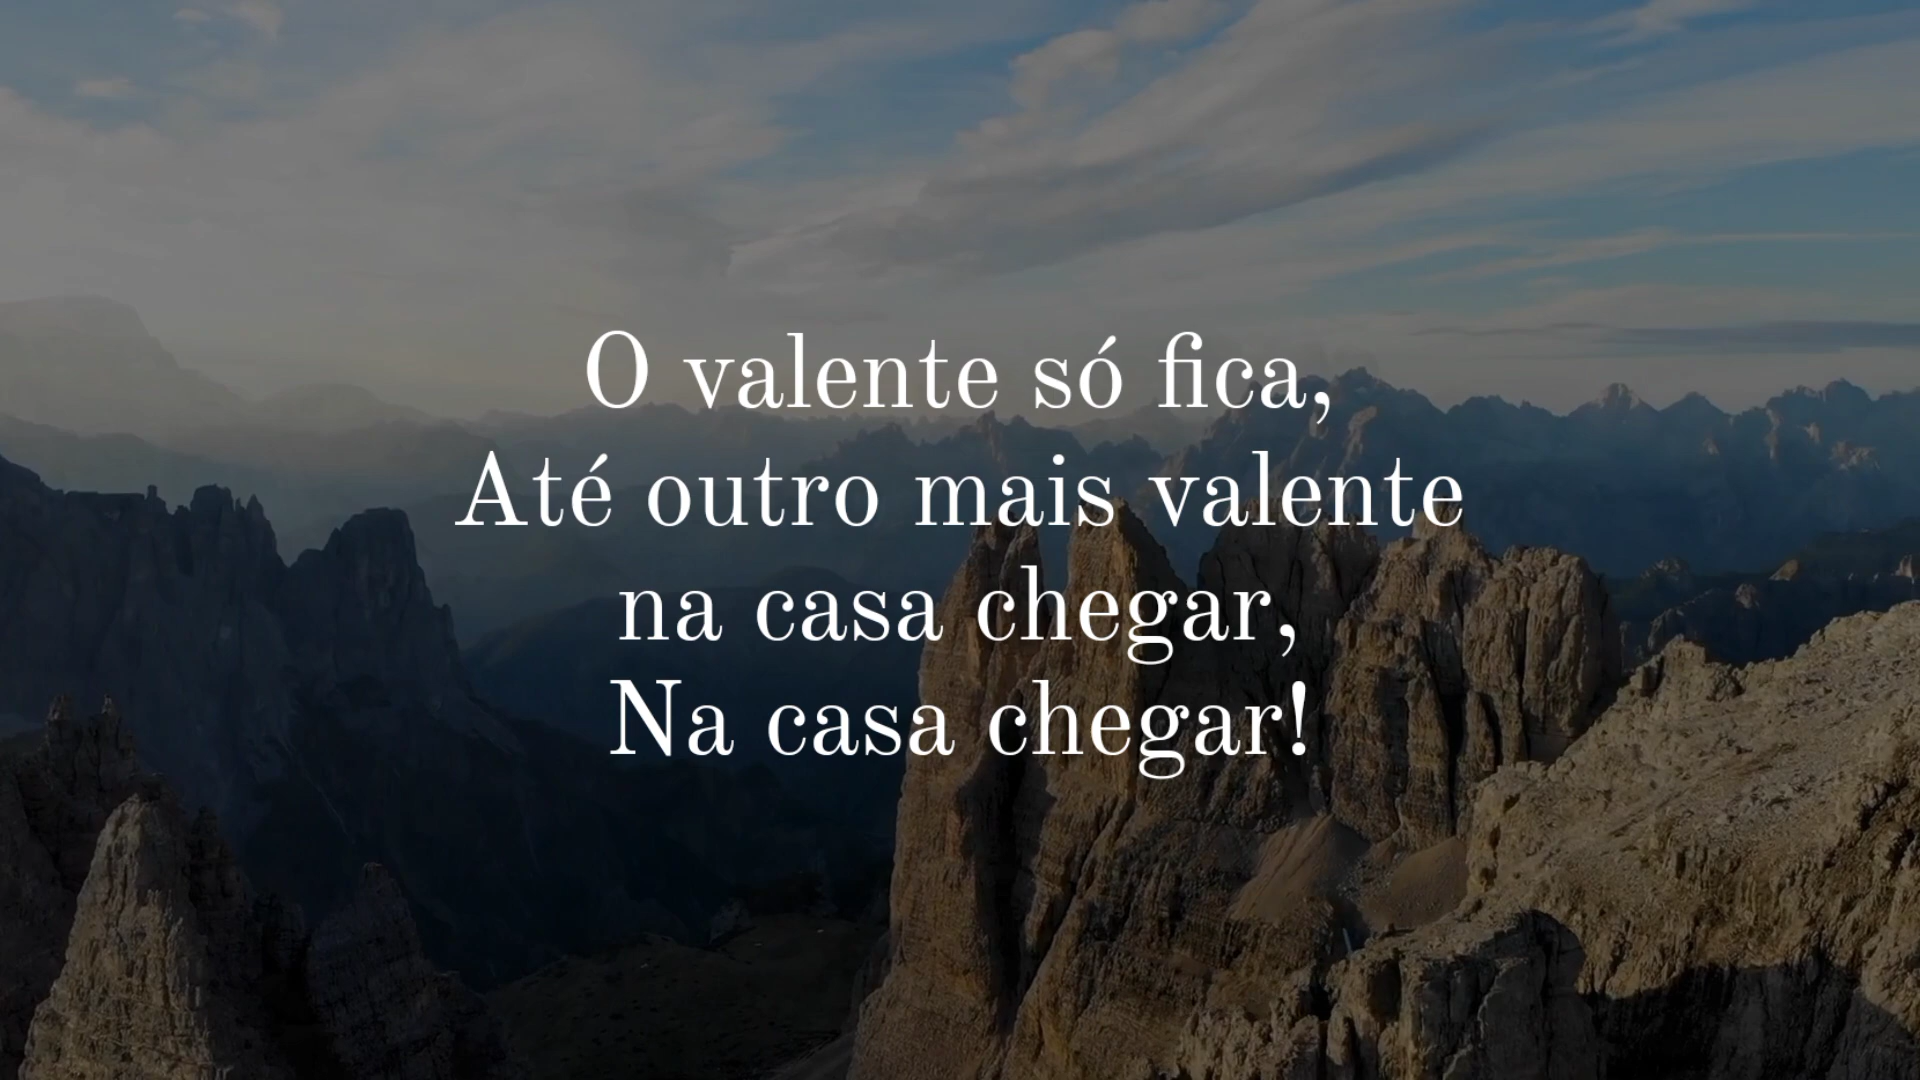 O valente só fica,
Até outro mais valente
na casa chegar,
Na casa chegar!